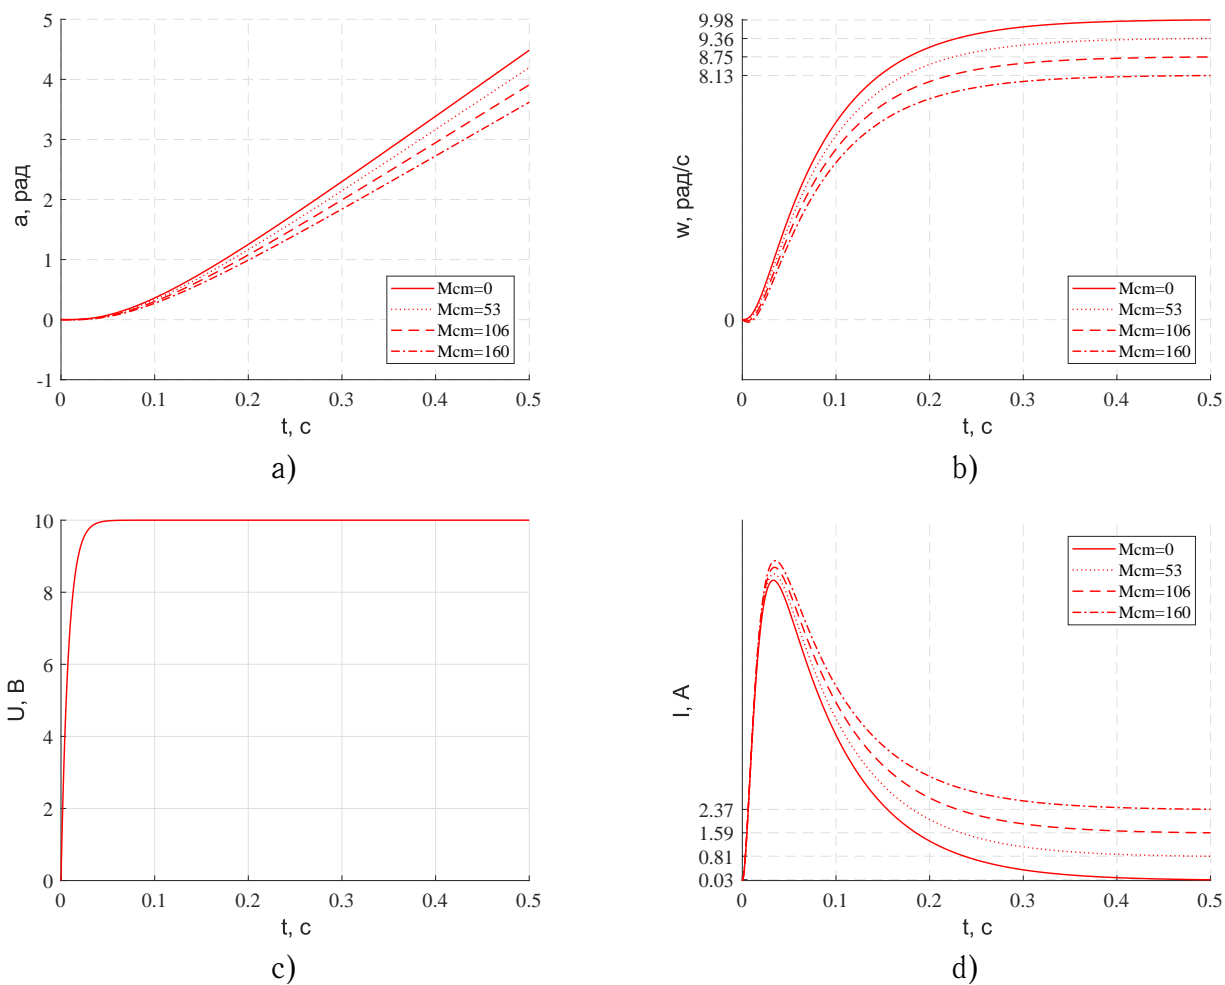 5
4
3
2
1
0
-1
a, рад
0 0.1 0.2 0.3 0.4 0.5
t, c
Mcm=0
Mcm=53
Mcm=106
Mcm=160
a)
9.98
9.36
8.75
8.13
0
w, рад/с
0 0.1 0.2 0.3 0.4 0.5
t, c
Mcm=0
Mcm=53
Mcm=106
Mcm=160
b)
10
8
6
4
2
0
U, B
0 0.1 0.2 0.3 0.4 0.5
t, c
c)
2.37
1.59
0.81
0.03
I, A
0 0.1 0.2 0.3 0.4 0.5
t, c
Mcm=0
Mcm=53
Mcm=106
Mcm=160
d)